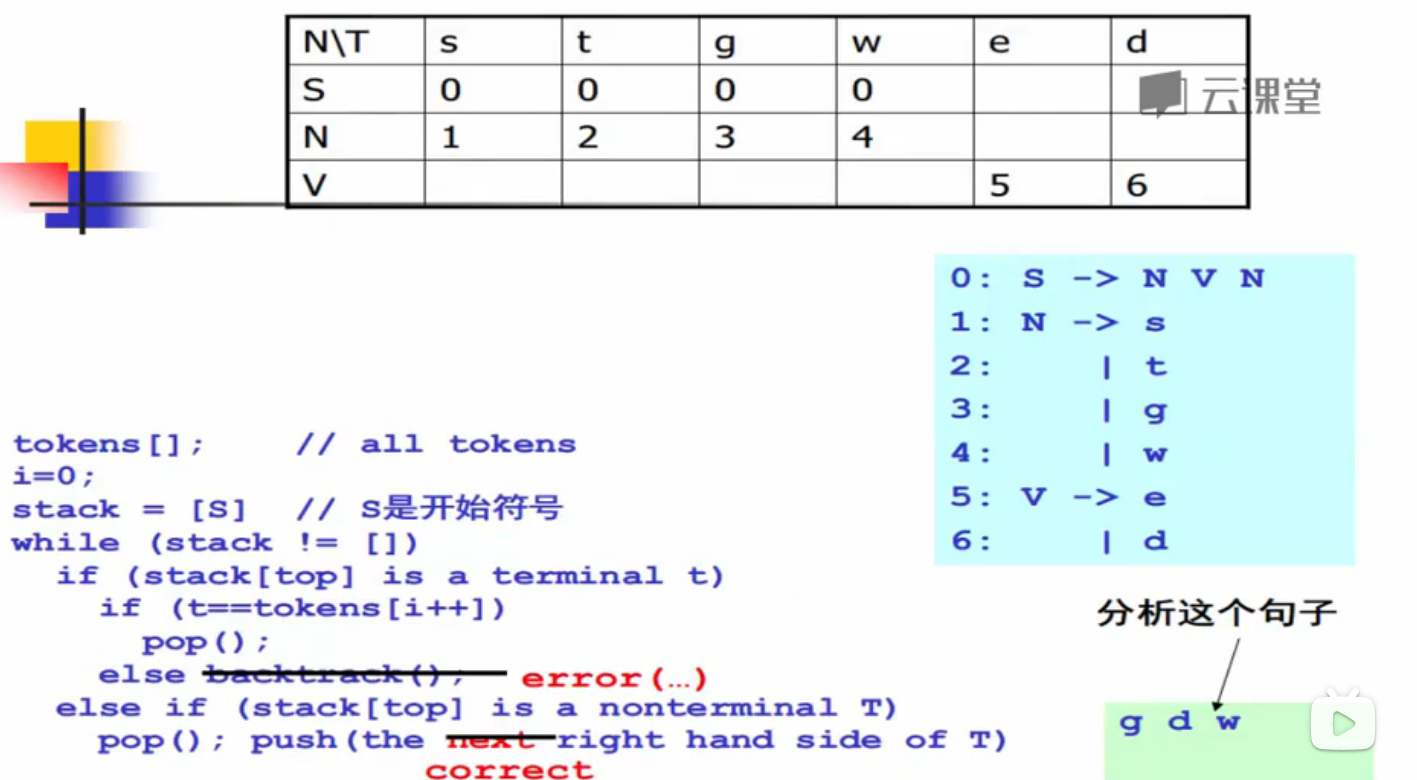 N\T s t g w e d
S 0 0 0 0
云课堂
N 1 2 3 4
V 5 6
0: S -> N V N
1: N -> s
2: | t
3: | g
4: | w
5: V -> e
6: | d
tokens[]; // all tokens
i=0;
stack = [S] // S是开始符号
while (stack != [])
if (stack[top] is a terminal t)
if (t==tokens[i++])
pop();
else backtrack(); error(…)
else if (stack[top] is a nonterminal T)
pop(); push(the next right hand side of T)
correct
分析这个句子
g d w